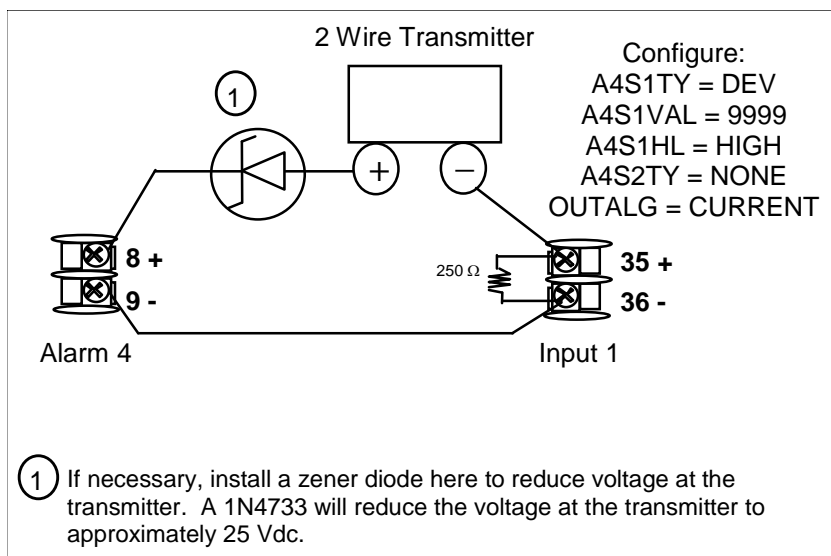 2 Wire Transmitter
Configure:
A4S1TY = DEV
A4S1VAL = 9999
A4S1HL = HIGH
A4S2TY = NONE
OUTALG = CURRENT
1
+
−
8 +
9 -
250 Ω
35 +
36 -
Alarm 4
Input 1
1 If necessary, install a zener diode here to reduce voltage at the
transmitter. A 1N4733 will reduce the voltage at the transmitter to
approximately 25 Vdc.